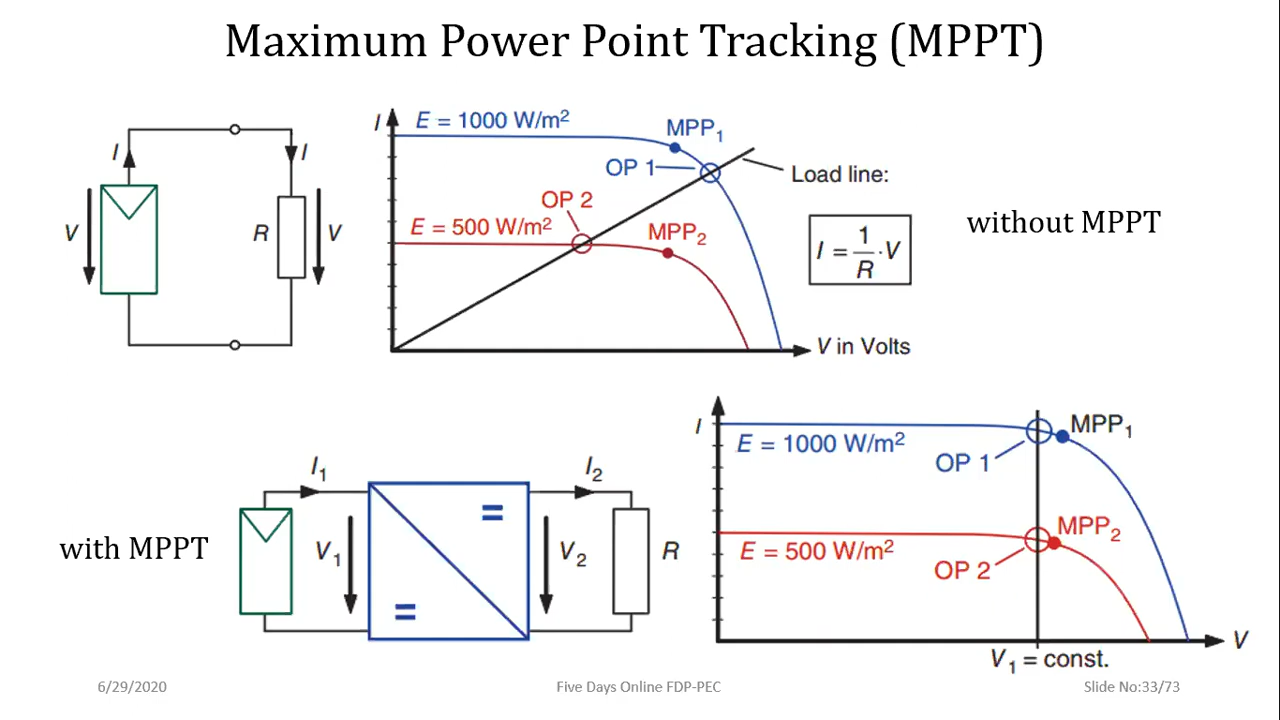 Maximum Power Point Tracking (MPPT)
I
I
V
R
V
I
E = 1000 W/m²
MPP₁
OP 1
Load line:
OP 2
E = 500 W/m²
MPP₂
I = 1/R · V
V in Volts
without MPPT
with MPPT
I₁
I₂
V₁
=
=
V₂
R
I
E = 1000 W/m²
MPP₁
OP 1
E = 500 W/m²
MPP₂
OP 2
V
V₁ = const.
6/29/2020
Five Days Online FDP-PEC
Slide No:33/73